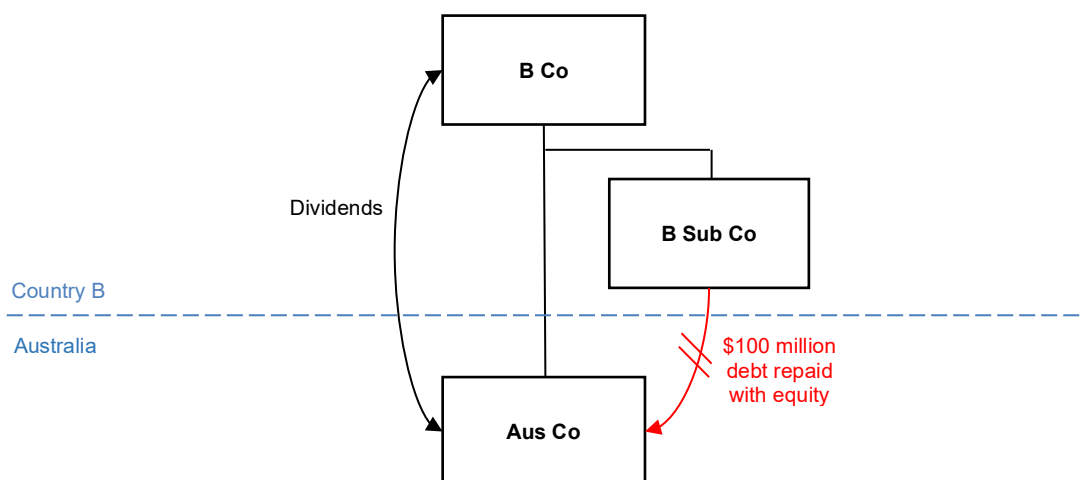 B Co
Dividends
B Sub Co
Country B
Australia
$100 million
debt repaid
with equity
Aus Co